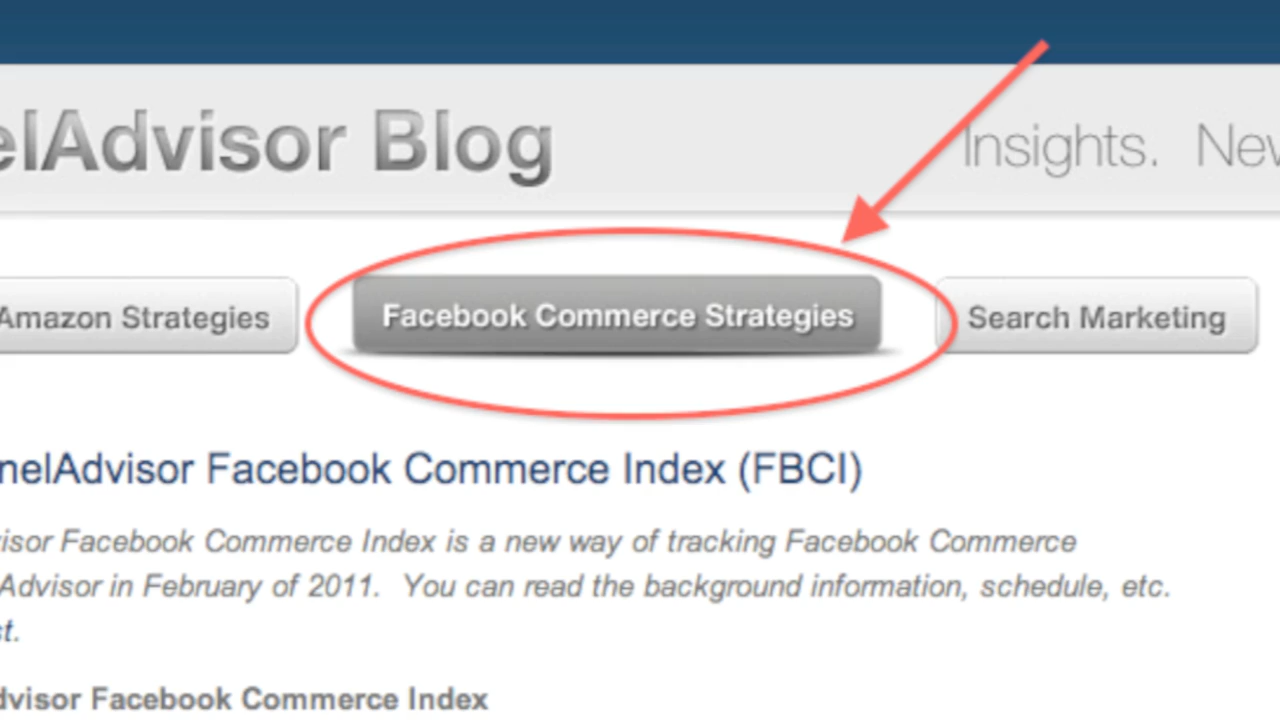 elAdvisor Blog
Insights. New
Amazon Strategies
Facebook Commerce Strategies
Search Marketing
nelAdvisor Facebook Commerce Index (FBCI)
visor Facebook Commerce Index is a new way of tracking Facebook Commerce
Advisor in February of 2011. You can read the background information, schedule, etc.
st.
dvisor Facebook Commerce Index